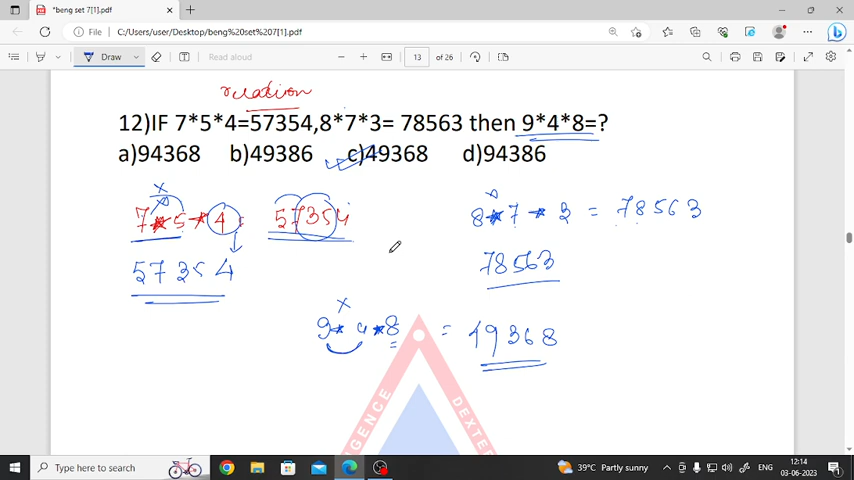 *beng set 7[1].pdf
File C:/Users/user/Desktop/beng%20set%207[1].pdf
Draw Read aloud 13 of 26
relation
12)IF 7*5*4=57354,8*7*3= 78563 then 9*4*8=?
a)94368 b)49386 c)49368 d)94386
x x
7*5*4= 57354
8*7*3 = 78563
57354
78563
x
9*4*8 = 49368
IGENCE DEXTE
Type here to search
39°C Partly sunny ENG 12:14
03-06-2023